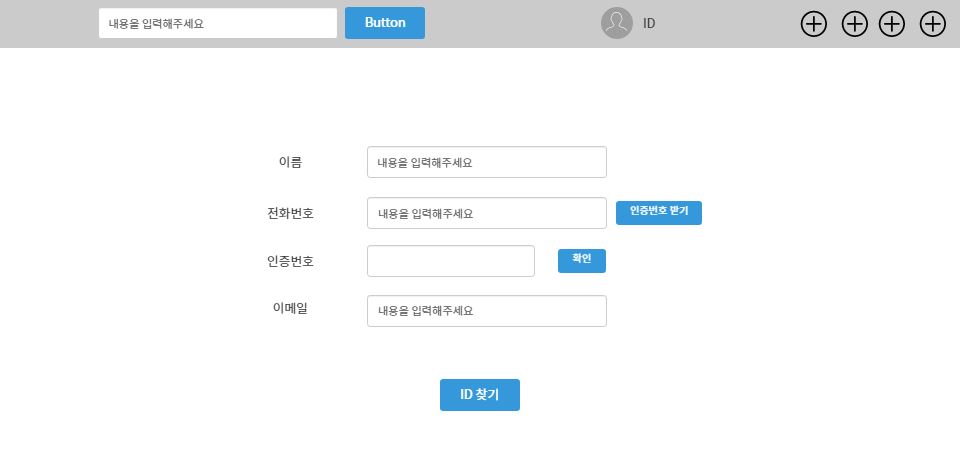 내용을 입력해주세요 Button ID
이름 내용을 입력해주세요
전화번호 내용을 입력해주세요 인증번호 받기
인증번호 확인
이메일 내용을 입력해주세요
ID 찾기